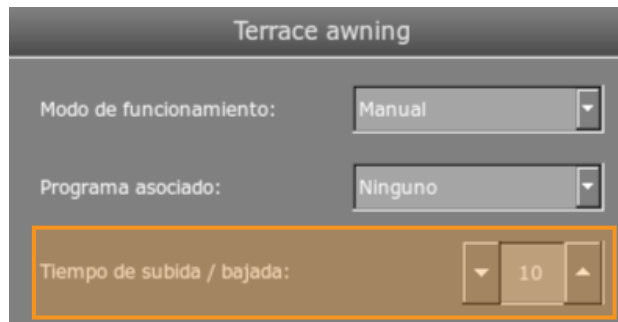 Terrace awning
Modo de funcionamiento: Manual
Programa asociado: Ninguno
Tiempo de subida / bajada: 10